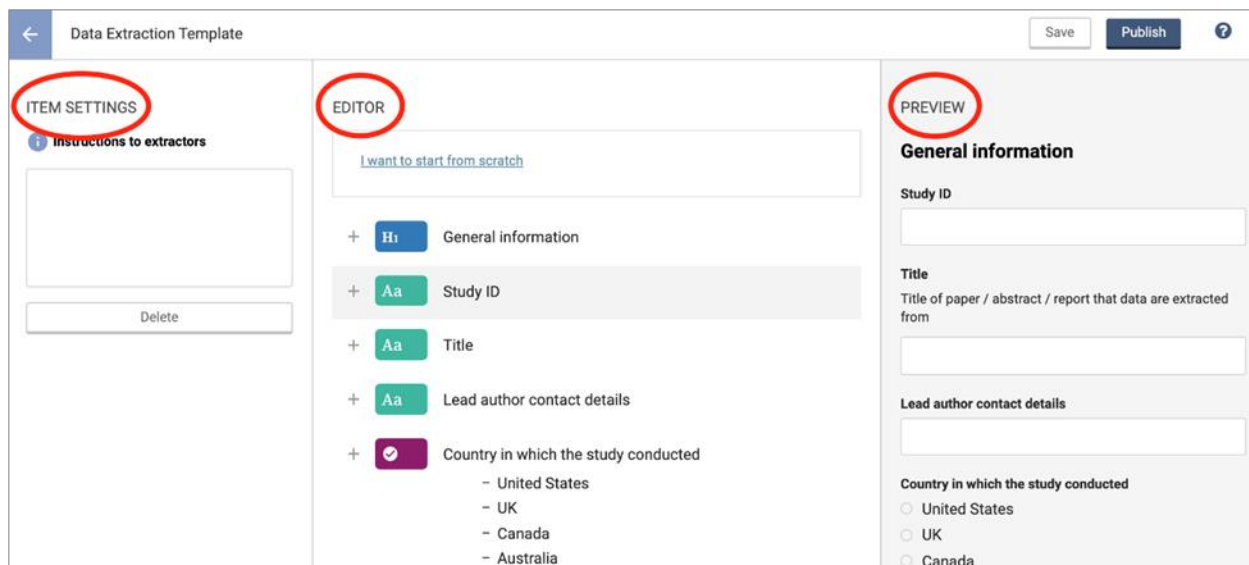 Data Extraction Template
Save
Publish
?
ITEM SETTINGS
i
Instructions to extractors
Delete
EDITOR
I want to start from scratch
+ H1 General information
+ Aa Study ID
+ Aa Title
+ Aa Lead author contact details
+ Country in which the study conducted
– United States
– UK
– Canada
– Australia
PREVIEW
General information
Study ID
Title
Title of paper / abstract / report that data are extracted
from
Lead author contact details
Country in which the study conducted
United States
UK
Canada